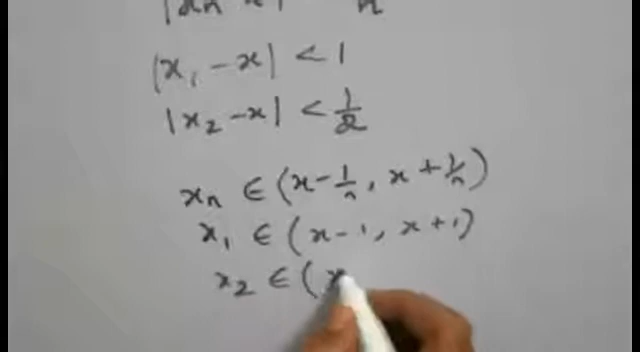 |x₁ - x| < 1
|x₂ - x| < 1/2
xₙ ∈ (x - 1/n, x + 1/n)
x₁ ∈ (x - 1, x + 1)
x₂ ∈ (x